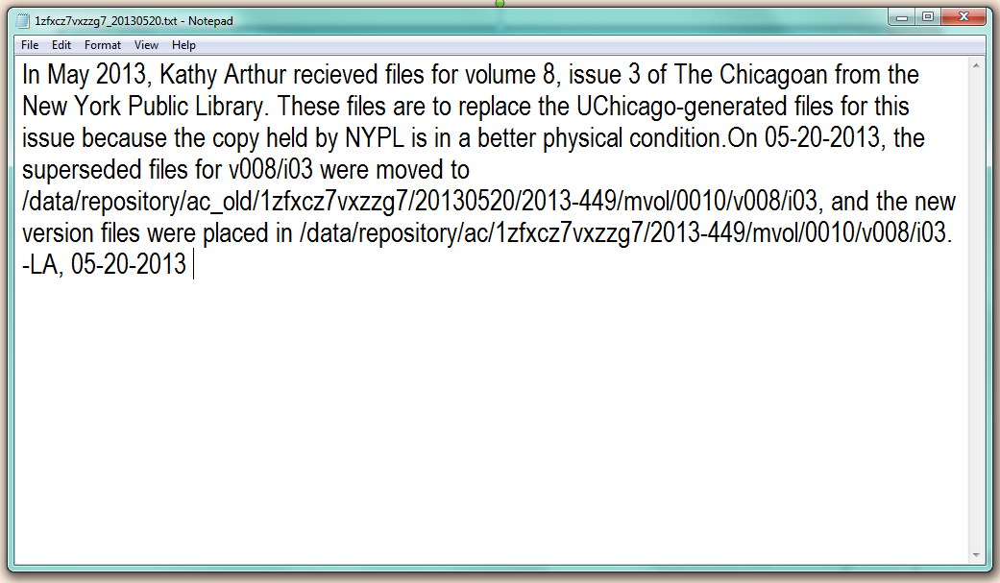 1zfxcz7vxzzg7_20130520.txt - Notepad
File Edit Format View Help
In May 2013, Kathy Arthur recieved files for volume 8, issue 3 of The Chicagoan from the
New York Public Library. These files are to replace the UChicago-generated files for this
issue because the copy held by NYPL is in a better physical condition.On 05-20-2013, the
superseded files for v008/i03 were moved to
/data/repository/ac_old/1zfxcz7vxzzg7/20130520/2013-449/mvol/0010/v008/i03, and the new
version files were placed in /data/repository/ac/1zfxcz7vxzzg7/2013-449/mvol/0010/v008/i03.
-LA, 05-20-2013